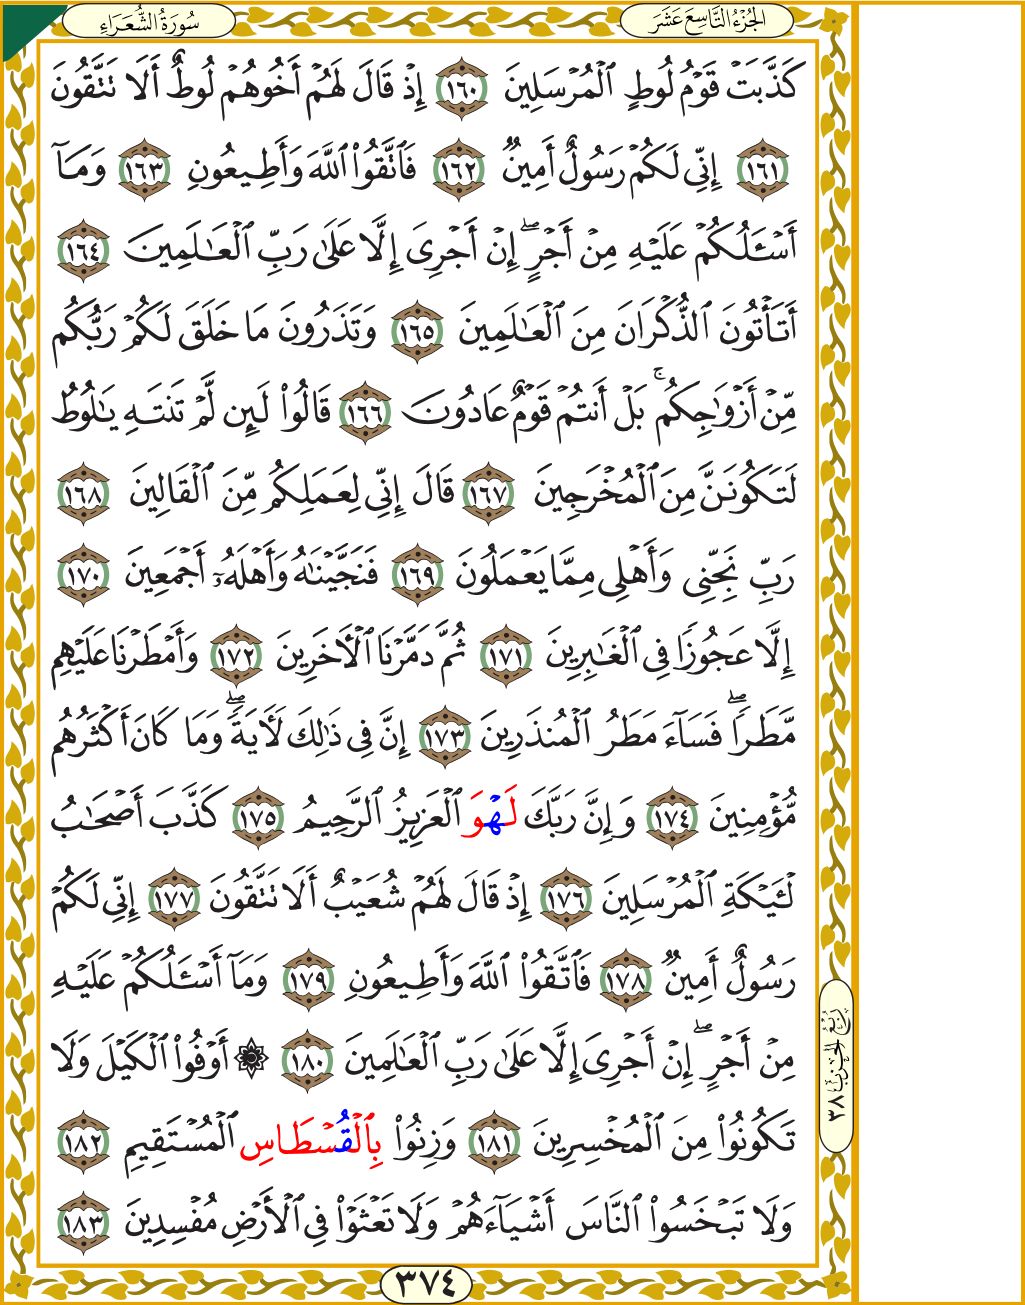 سُورَةُ الشُّعَرَاءِ
الجُزْءُ التَّاسِعَ عَشَرَ
كَذَّبَتۡ قَوۡمُ لُوطٍ ٱلۡمُرۡسَلِينَ ١٦٠ إِذۡ قَالَ لَهُمۡ أَخُوهُمۡ لُوطٌ أَلَا تَتَّقُونَ
١٦١ إِنِّي لَكُمۡ رَسُولٌ أَمِينٞ ١٦٢ فَٱتَّقُواْ ٱللَّهَ وَأَطِيعُونِ ١٦٣ وَمَآ
أَسۡـَٔلُكُمۡ عَلَيۡهِ مِنۡ أَجۡرٍۖ إِنۡ أَجۡرِىَ إِلَّا عَلَىٰ رَبِّ ٱلۡعَٰلَمِينَ ١٦٤
أَتَأۡتُونَ ٱلذُّكۡرَانَ مِنَ ٱلۡعَٰلَمِينَ ١٦٥ وَتَذَرُونَ مَا خَلَقَ لَكُمۡ رَبُّكُم
مِّنۡ أَزۡوَٰجِكُمۚ بَلۡ أَنتُمۡ قَوۡمٌ عَادُونَ ١٦٦ قَالُواْ لَئِن لَّمۡ تَنتَهِ يَٰلُوطُ
لَتَكُونَنَّ مِنَ ٱلۡمُخۡرَجِينَ ١٦٧ قَالَ إِنِّي لِعَمَلِكُم مِّنَ ٱلۡقَالِينَ ١٦٨
رَبِّ نَجِّنِي وَأَهۡلِي مِمَّا يَعۡمَلُونَ ١٦٩ فَنَجَّيۡنَٰهُ وَأَهۡلَهُۥٓ أَجۡمَعِينَ ١٧٠
إِلَّا عَجُوزٗا فِي ٱلۡغَٰبِرِينَ ١٧١ ثُمَّ دَمَّرۡنَا ٱلۡأٓخَرِينَ ١٧٢ وَأَمۡطَرۡنَا عَلَيۡهِم
مَّطَرٗاۖ فَسَآءَ مَطَرُ ٱلۡمُنذَرِينَ ١٧٣ إِنَّ فِي ذَٰلِكَ لَأٓيَةٗۖ وَمَا كَانَ أَكۡثَرُهُم
مُّؤۡمِنِينَ ١٧٤ وَإِنَّ رَبَّكَ لَهۡوَ ٱلۡعَزِيزُ ٱلرَّحِيمُ ١٧٥ كَذَّبَ أَصۡحَٰبُ
لۡـَٔيۡكَةِ ٱلۡمُرۡسَلِينَ ١٧٦ إِذۡ قَالَ لَهُمۡ شُعَيۡبٌ أَلَا تَتَّقُونَ ١٧٧ إِنِّي لَكُمۡ
رَسُولٌ أَمِينٞ ١٧٨ فَٱتَّقُواْ ٱللَّهَ وَأَطِيعُونِ ١٧٩ وَمَآ أَسۡـَٔلُكُمۡ عَلَيۡهِ
مِنۡ أَجۡرٍۖ إِنۡ أَجۡرِىَ إِلَّا عَلَىٰ رَبِّ ٱلۡعَٰلَمِينَ ١٨٠ ۞ أَوۡفُواْ ٱلۡكَيۡلَ وَلَا
تَكُونُواْ مِنَ ٱلۡمُخۡسِرِينَ ١٨١ وَزِنُواْ بِٱلۡقُسۡطَاسِ ٱلۡمُسۡتَقِيمِ ١٨٢
وَلَا تَبۡخَسُواْ ٱلنَّاسَ أَشۡيَآءَهُمۡ وَلَا تَعۡثَوۡاْ فِي ٱلۡأَرۡضِ مُفۡسِدِينَ ١٨٣
رُبُعُ الحِزْبِ ٣٨
٣٧٤